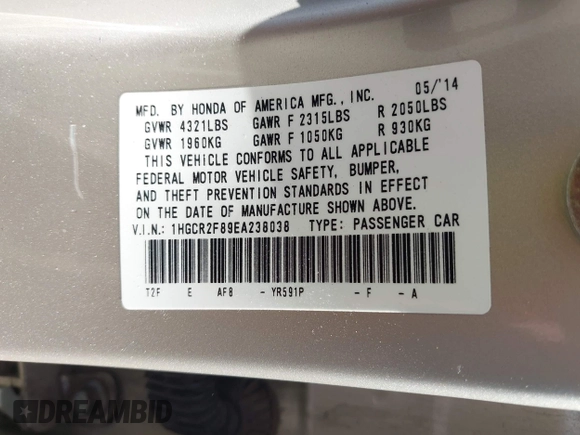 MFD. BY HONDA OF AMERICA MFG., INC. 05/'14
GVWR 4321LBS GAWR F 2315LBS R 2050LBS
GVWR 1960KG GAWR F 1050KG R 930KG
THIS VEHICLE CONFORMS TO ALL APPLICABLE
FEDERAL MOTOR VEHICLE SAFETY, BUMPER,
AND THEFT PREVENTION STANDARDS IN EFFECT
ON THE DATE OF MANUFACTURE SHOWN ABOVE.
V.I.N.: 1HGCR2F89EA238038 TYPE: PASSENGER CAR
T2F E AF8 - YR591P - F - A
DREAMBID